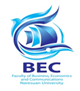 BEC
Faculty of Business, Economics
and Communications
Naresuan University